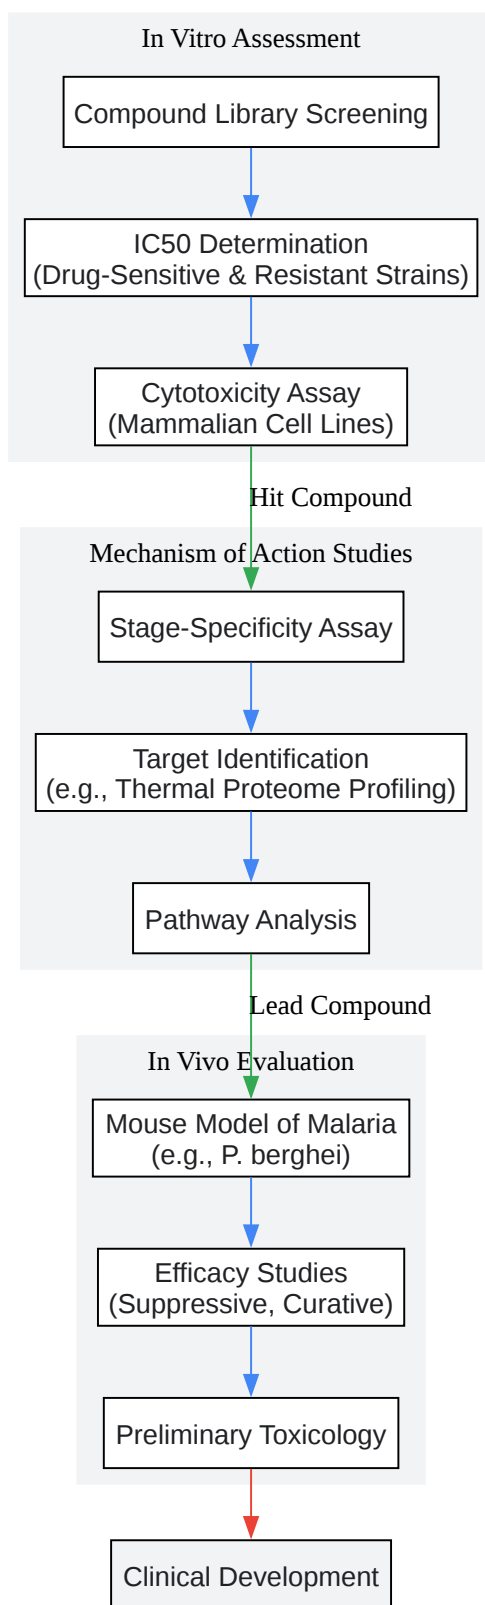 In Vitro Assessment
Compound Library Screening
IC50 Determination
(Drug-Sensitive & Resistant Strains)
Cytotoxicity Assay
(Mammalian Cell Lines)
Hit Compound
Mechanism of Action Studies
Stage-Specificity Assay
Target Identification
(e.g., Thermal Proteome Profiling)
Pathway Analysis
Lead Compound
In Vivo Evaluation
Mouse Model of Malaria
(e.g., P. berghei)
Efficacy Studies
(Suppressive, Curative)
Preliminary Toxicology
Clinical Development